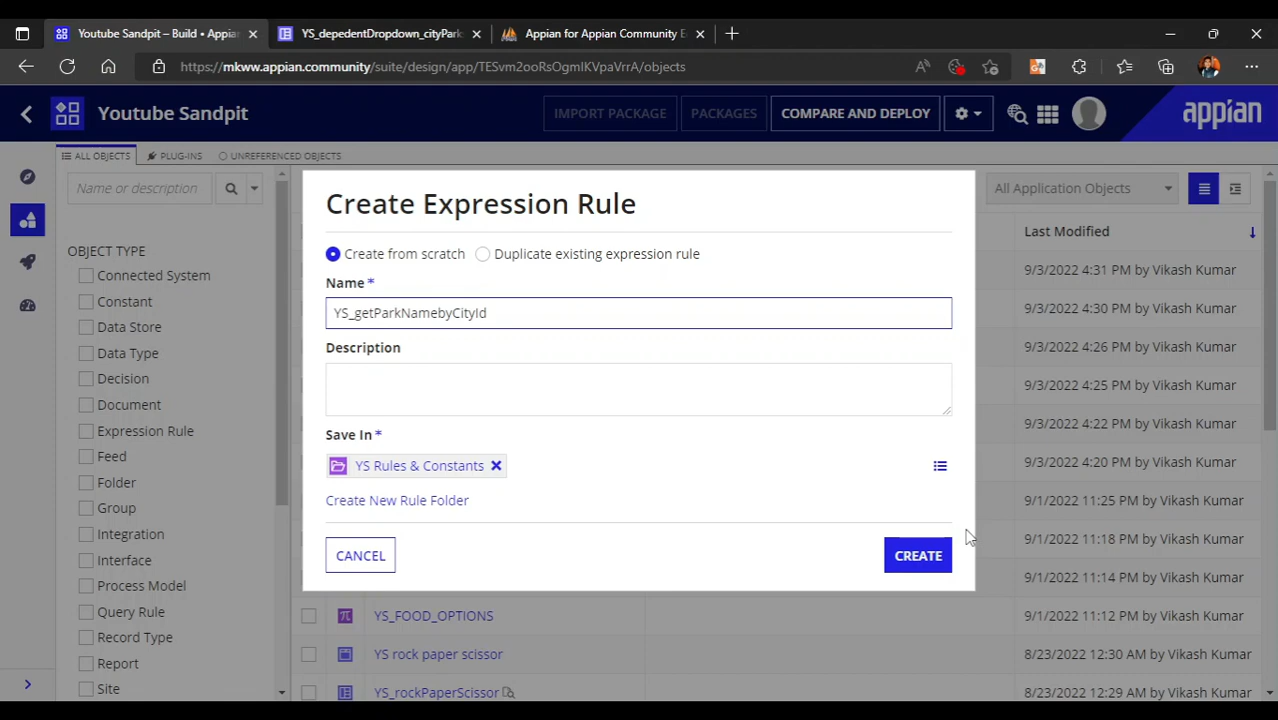 Youtube Sandpit – Build • Appian
YS_depedentDropdown_cityPark
Appian for Appian Community E
https://mkww.appian.community/suite/design/app/TESvm2ooRsOgmIKVpaVrrA/objects
Youtube Sandpit
IMPORT PACKAGE
PACKAGES
COMPARE AND DEPLOY
appian
ALL OBJECTS
PLUG-INS
UNREFERENCED OBJECTS
Name or description
All Application Objects
OBJECT TYPE
Connected System
Constant
Data Store
Data Type
Decision
Document
Expression Rule
Feed
Folder
Group
Integration
Interface
Process Model
Query Rule
Record Type
Report
Site
Create Expression Rule
Create from scratch
Duplicate existing expression rule
Name *
YS_getParkNamebyCityId
Description
Save In *
YS Rules & Constants
Create New Rule Folder
CANCEL
CREATE
Last Modified
9/3/2022 4:31 PM by Vikash Kumar
9/3/2022 4:30 PM by Vikash Kumar
9/3/2022 4:26 PM by Vikash Kumar
9/3/2022 4:25 PM by Vikash Kumar
9/3/2022 4:22 PM by Vikash Kumar
9/3/2022 4:20 PM by Vikash Kumar
9/1/2022 11:25 PM by Vikash Kumar
9/1/2022 11:18 PM by Vikash Kumar
9/1/2022 11:14 PM by Vikash Kumar
YS_FOOD_OPTIONS
9/1/2022 11:12 PM by Vikash Kumar
YS rock paper scissor
8/23/2022 12:30 AM by Vikash Kumar
YS_rockPaperScissor
8/23/2022 12:29 AM by Vikash Kumar